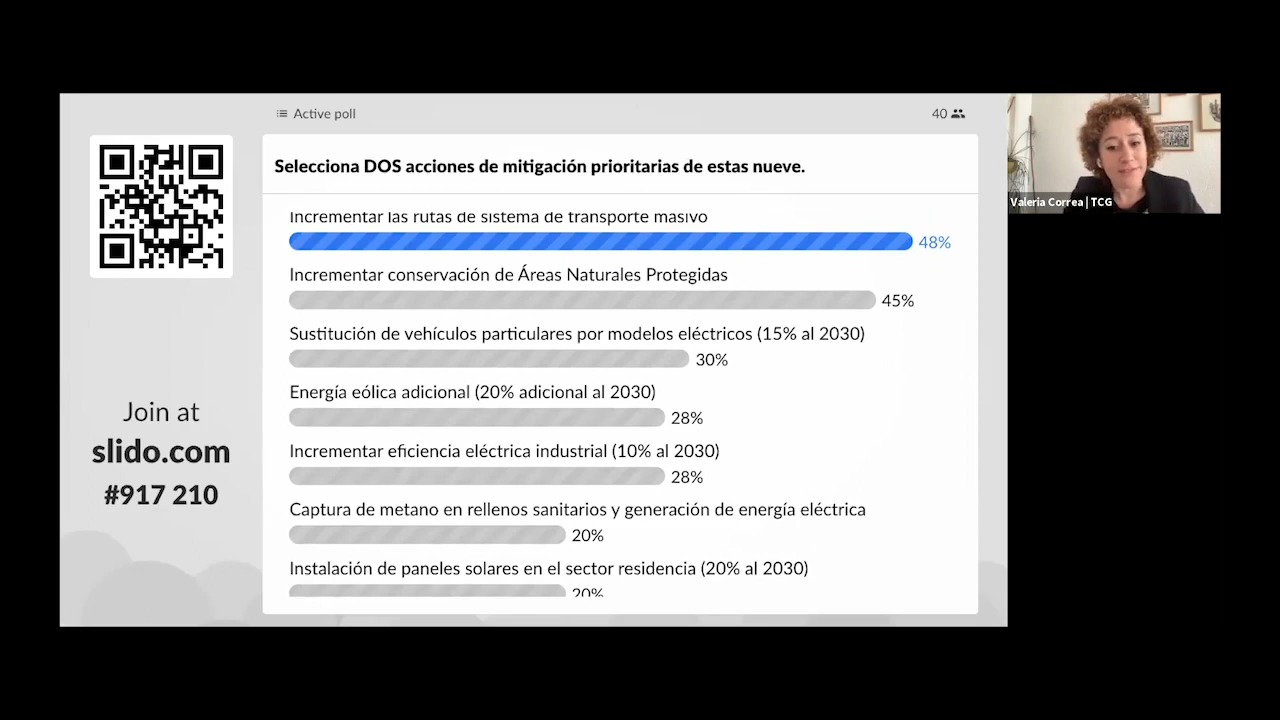 Active poll
40
Selecciona DOS acciones de mitigación prioritarias de estas nueve.
Incrementar las rutas de sistema de transporte masivo
48%
Incrementar conservación de Áreas Naturales Protegidas
45%
Sustitución de vehículos particulares por modelos eléctricos (15% al 2030)
30%
Energía eólica adicional (20% adicional al 2030)
28%
Incrementar eficiencia eléctrica industrial (10% al 2030)
28%
Captura de metano en rellenos sanitarios y generación de energía eléctrica
20%
Instalación de paneles solares en el sector residencia (20% al 2030)
20%
Join at
slido.com
#917 210
Valeria Correa | TCG